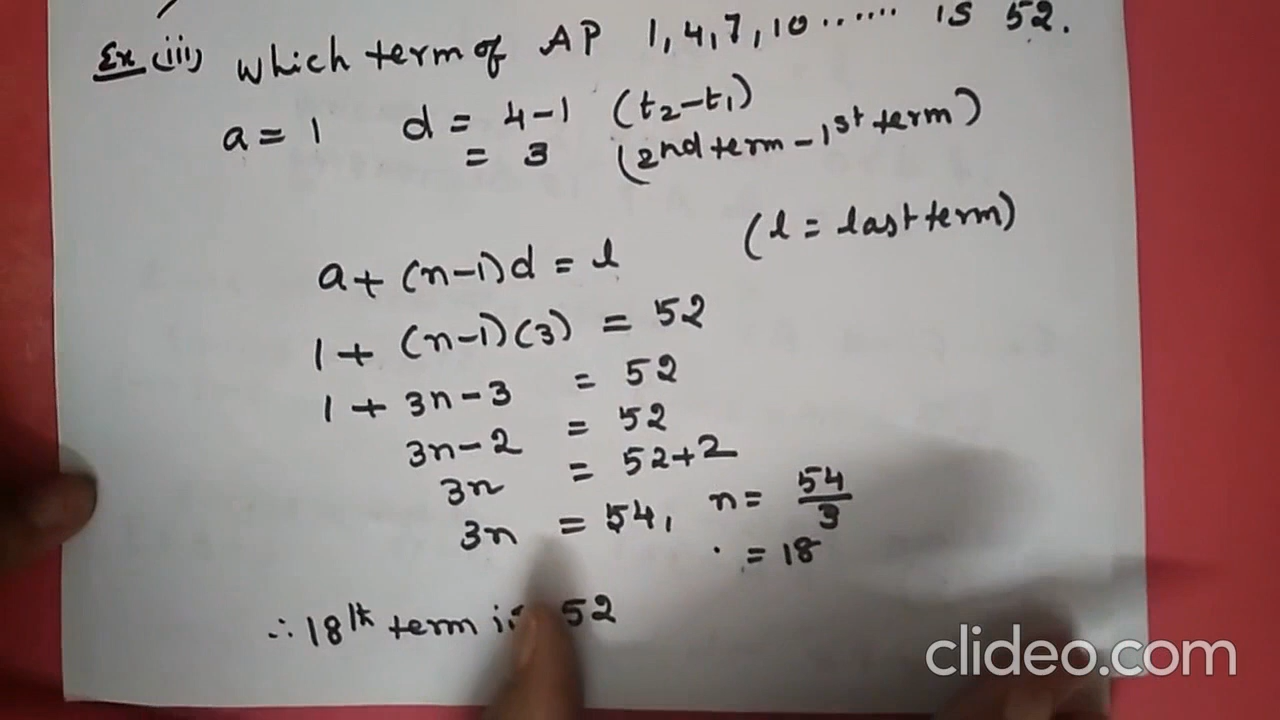 Ex (iii) Which term of AP 1, 4, 7, 10 ...... is 52.
a = 1 d = 4 - 1 (t₂ - t₁)
= 3 (2nd term - 1st term)
(l = last term)
a + (n-1)d = l
1 + (n-1)(3) = 52
1 + 3n - 3 = 52
3n - 2 = 52
3n = 52+2
3n = 54, n = 54/3
= 18
∴ 18th term is 52
clideo.com